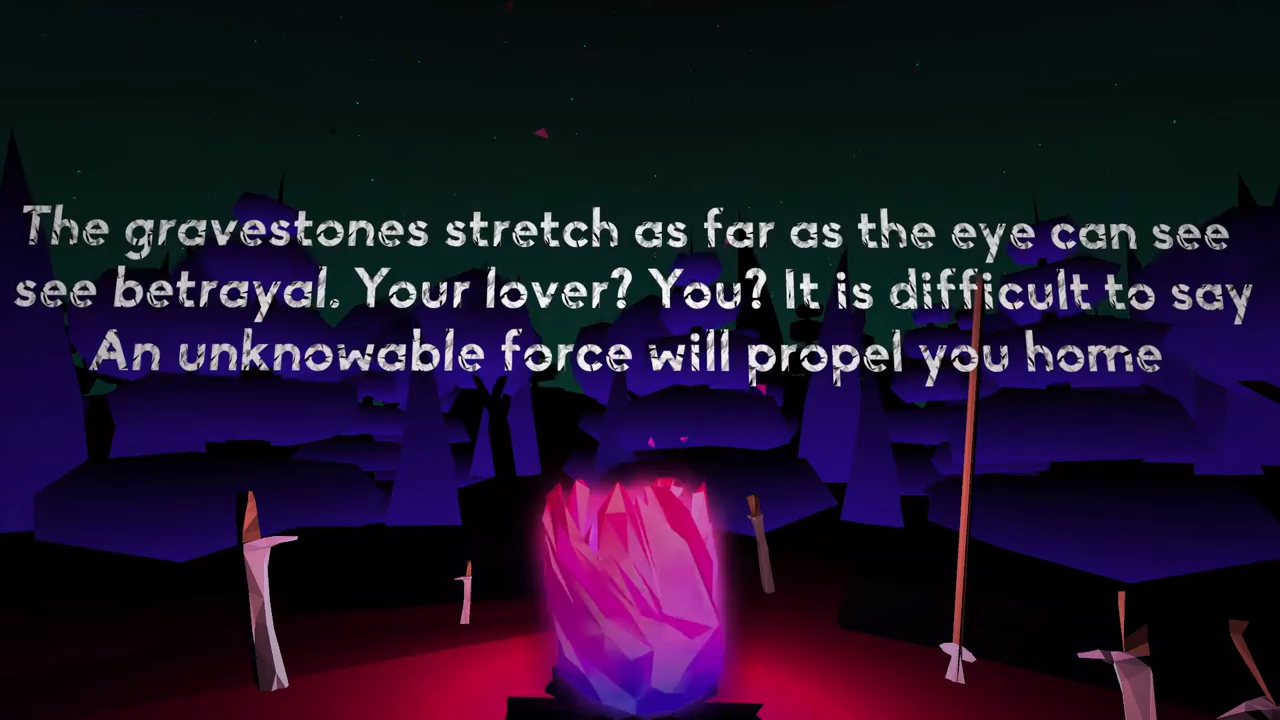 The gravestones stretch as far as the eye can see
see betrayal. Your lover? You? It is difficult to say
An unknowable force will propel you home